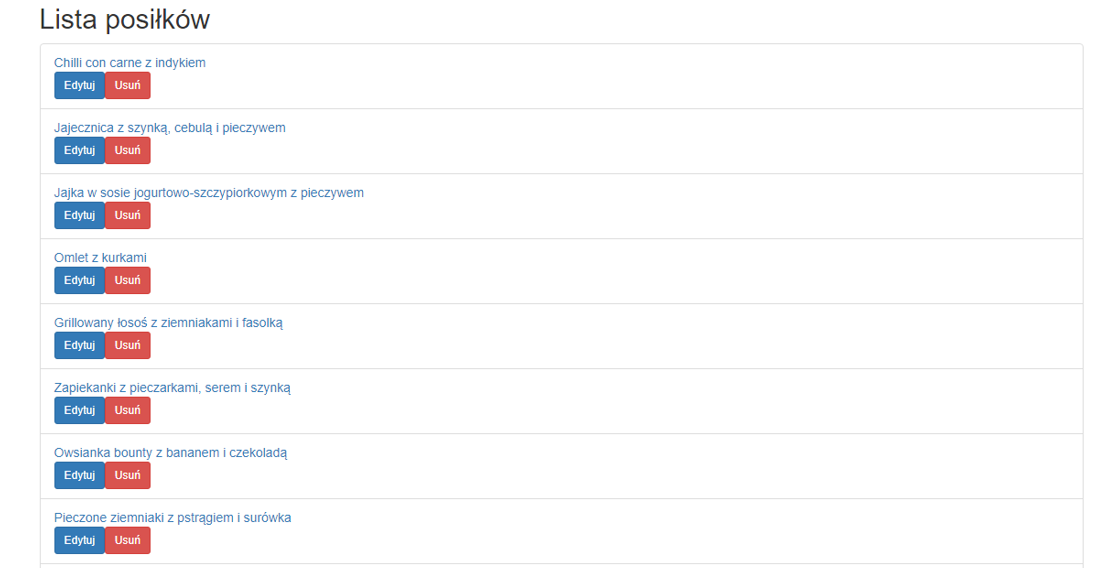 Lista posiłków
Chilli con carne z indykiem
Edytuj Usuń
Jajecznica z szynką, cebulą i pieczywem
Edytuj Usuń
Jajka w sosie jogurtowo-szczypiorkowym z pieczywem
Edytuj Usuń
Omlet z kurkami
Edytuj Usuń
Grillowany łosoś z ziemniakami i fasolką
Edytuj Usuń
Zapiekanki z pieczarkami, serem i szynką
Edytuj Usuń
Owsianka bounty z bananem i czekoladą
Edytuj Usuń
Pieczone ziemniaki z pstrągiem i surówka
Edytuj Usuń